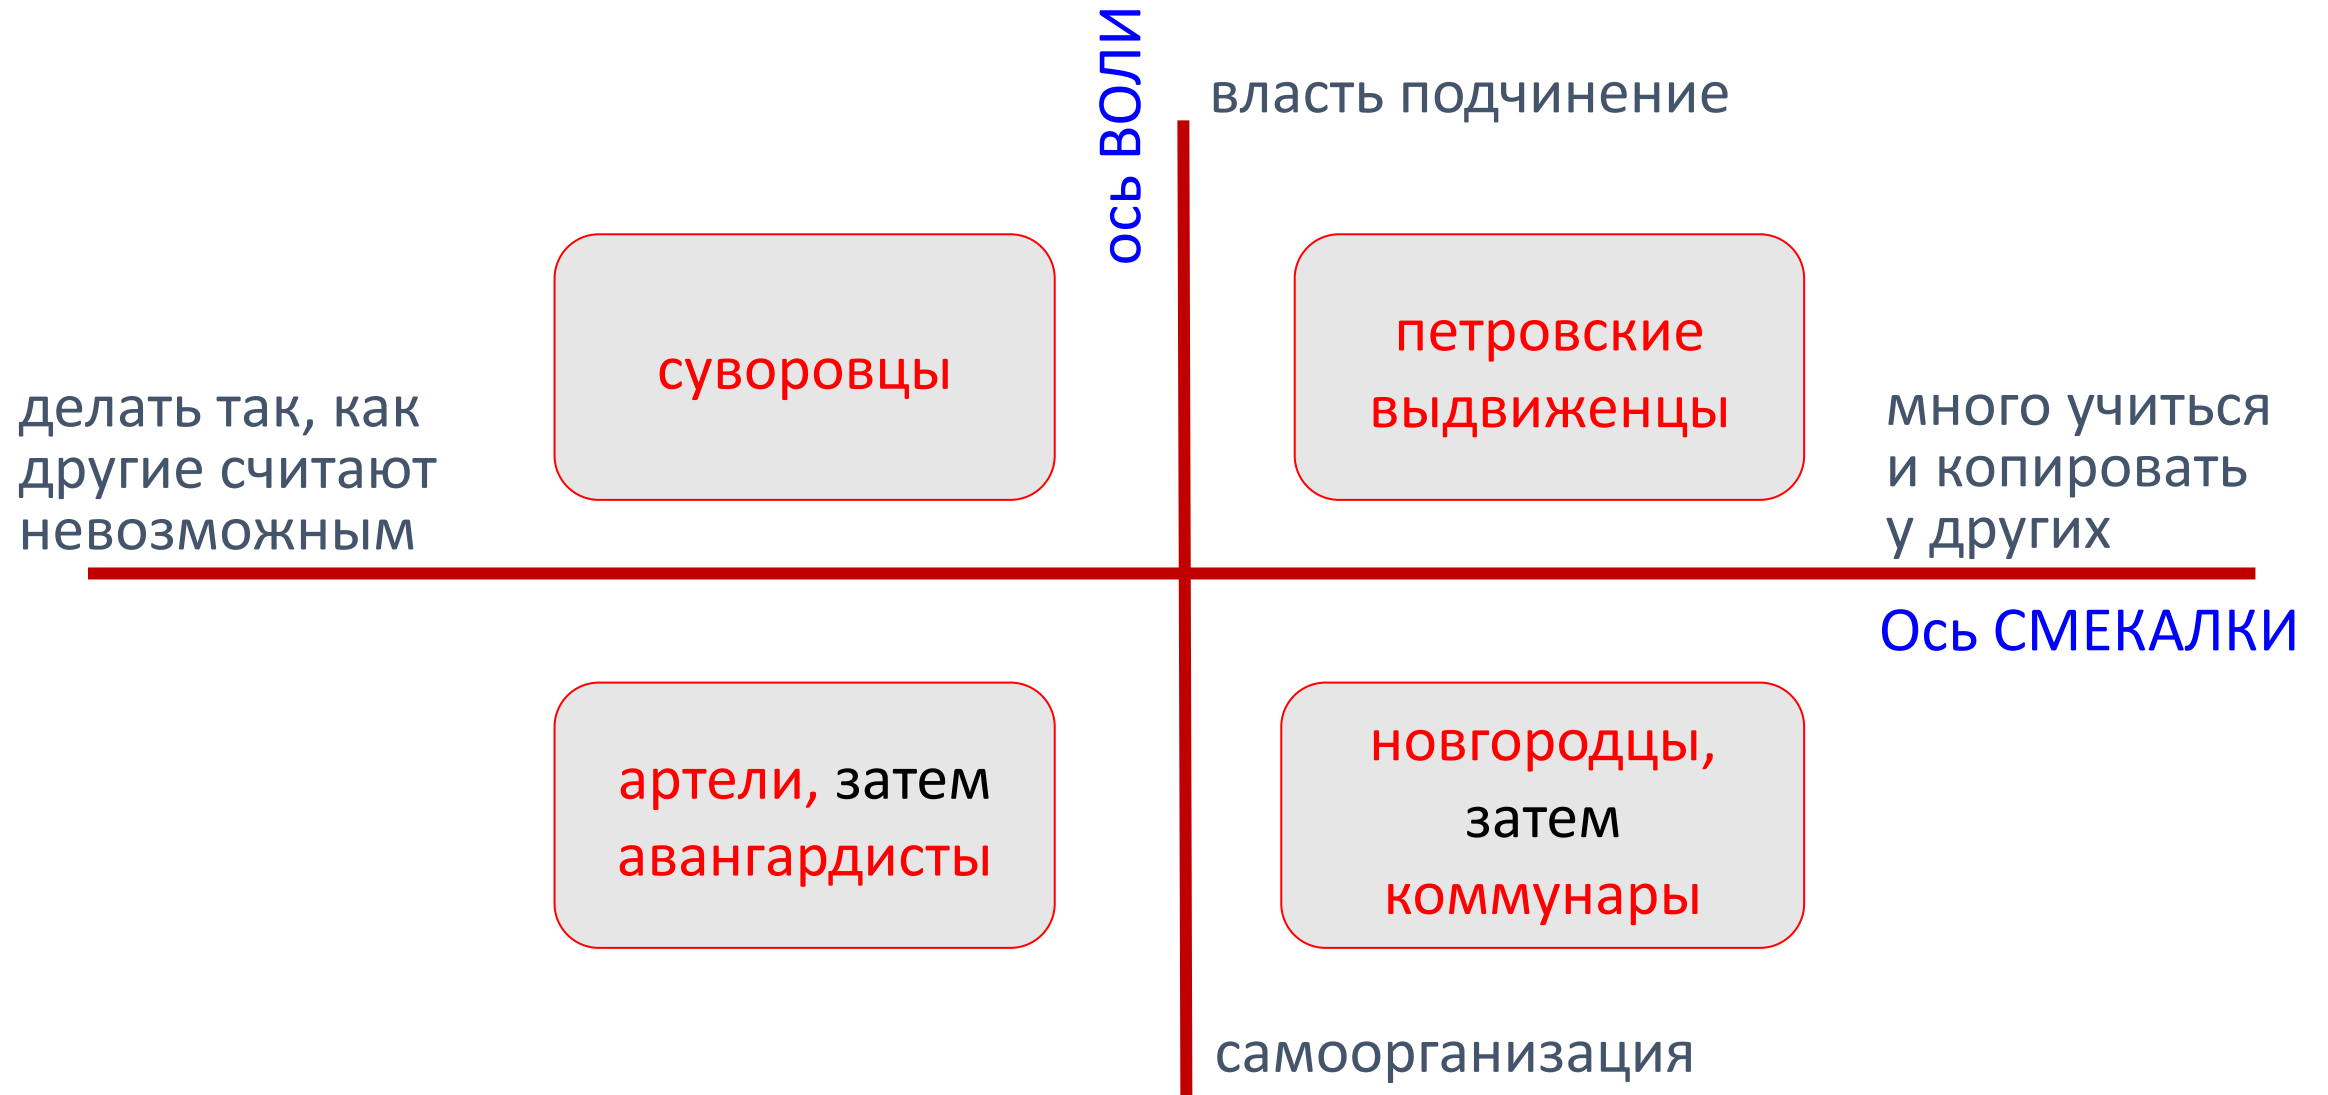 ось ВОЛИ
власть подчинение
суворовцы
петровские
выдвиженцы
делать так, как
другие считают
невозможным
много учиться
и копировать
у других
Ось СМЕКАЛКИ
артели, затем
авангардисты
новгородцы,
затем
коммунары
самоорганизация